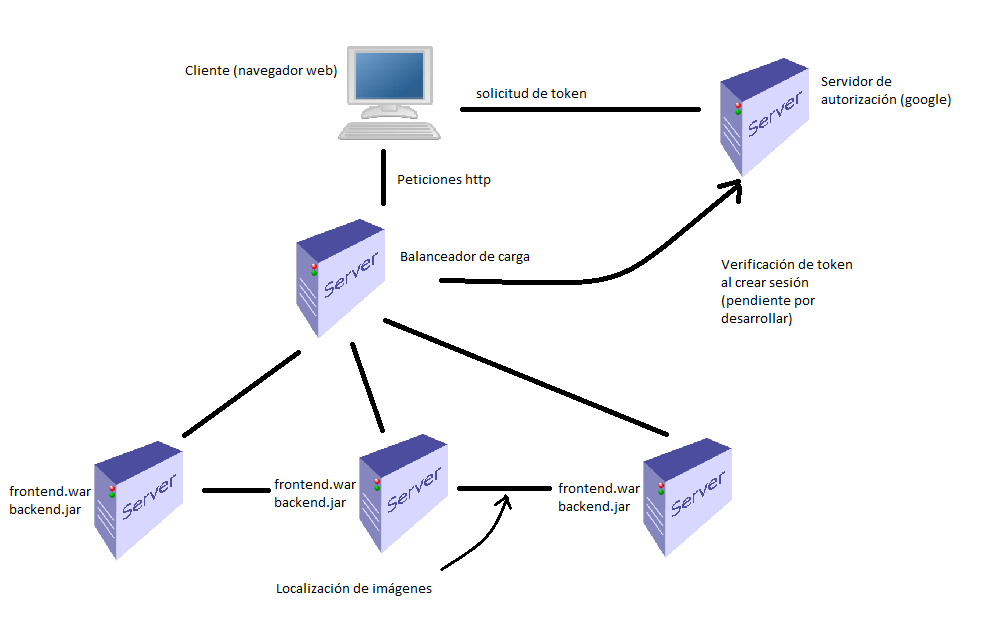 Cliente (navegador web)
solicitud de token
Servidor de
autorización (google)
Server
Peticiones http
Server
Balanceador de carga
Verificación de token
al crear sesión
(pendiente por
desarrollar)
frontend.war
backend.jar
Server
frontend.war
backend.jar
Server
frontend.war
backend.jar
Server
Localización de imágenes